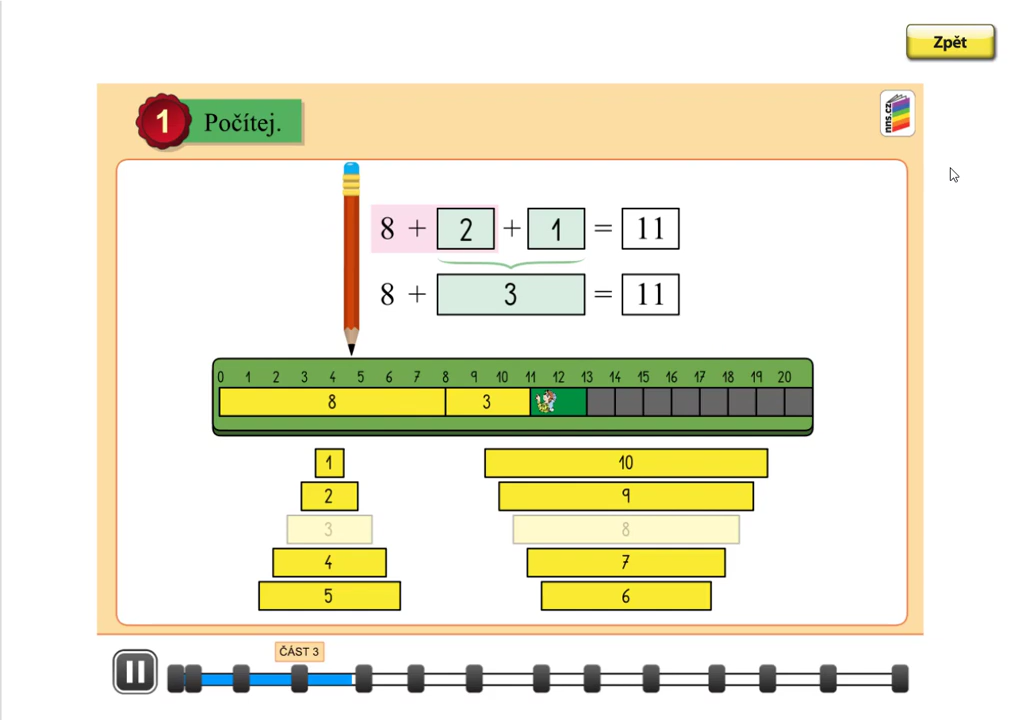 Zpět
1 Počítej.
nns.cz
8 + 2 + 1 = 11
8 + 3 = 11
0 1 2 3 4 5 6 7 8 9 10 11 12 13 14 15 16 17 18 19 20
8 3
1 10
2 9
3 8
4 7
5 6
ČÁST 3